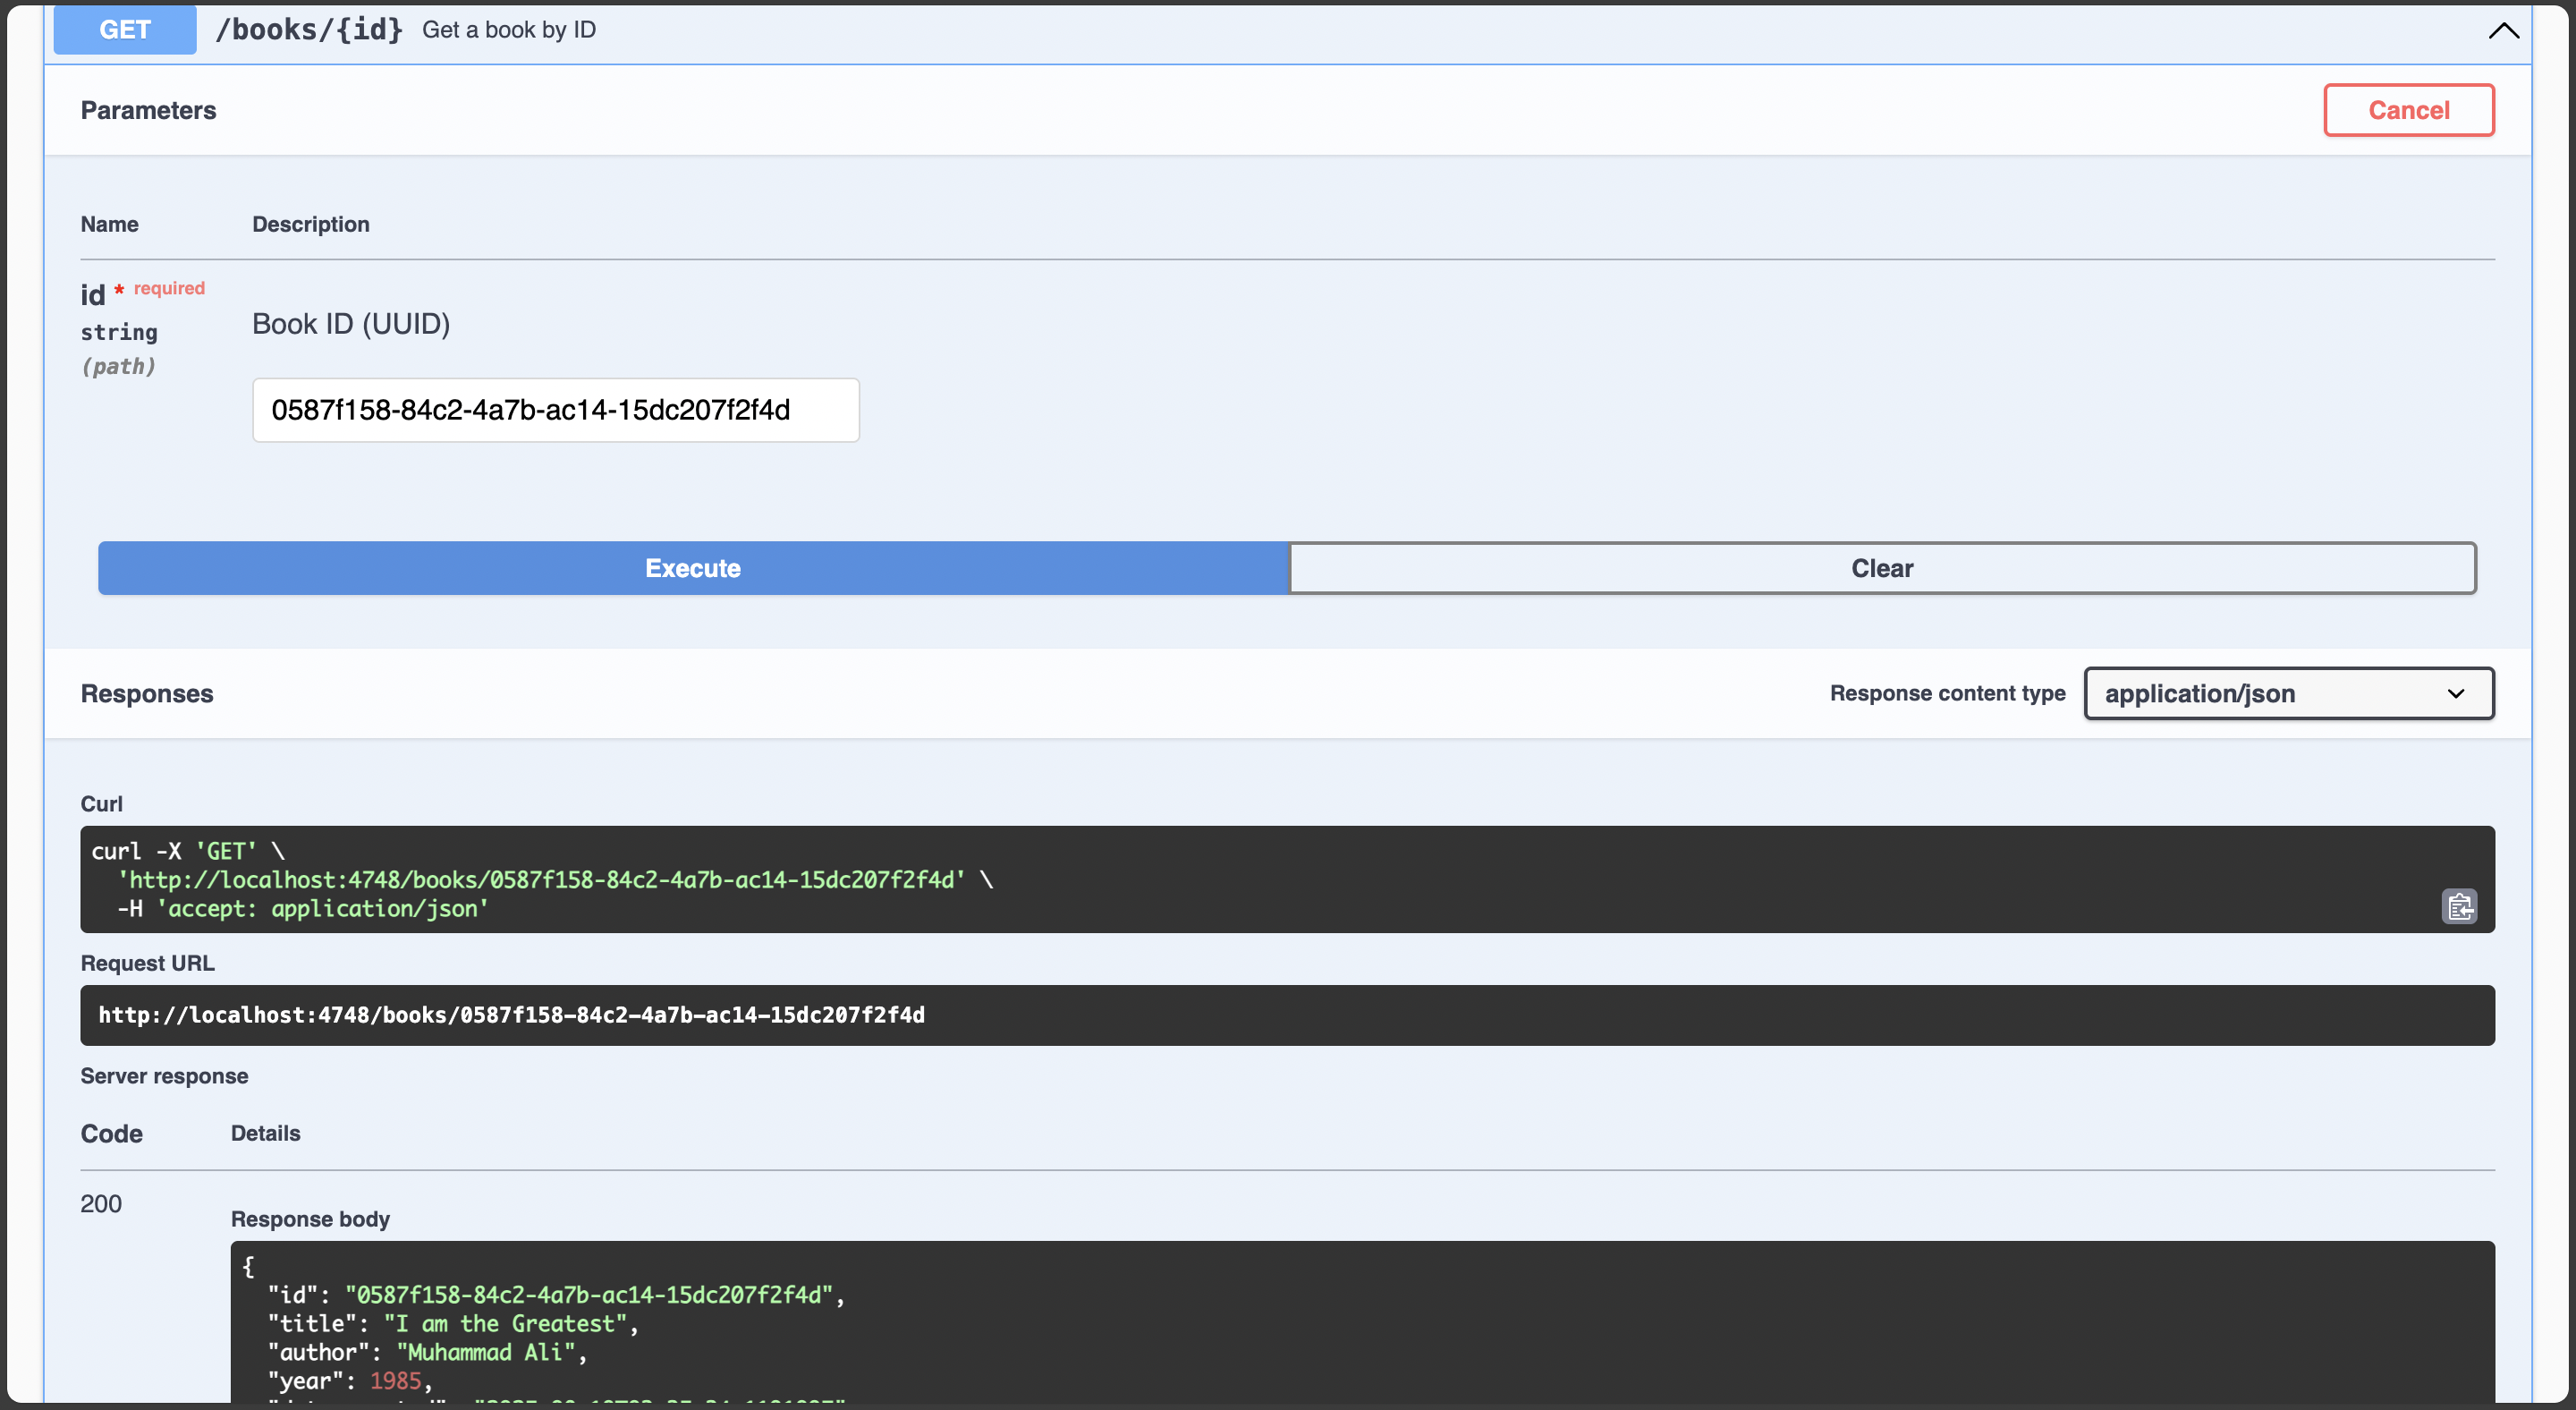 GET /books/{id} Get a book by ID
Parameters
Cancel
Name Description
id * required
string
(path)
Book ID (UUID)
0587f158-84c2-4a7b-ac14-15dc207f2f4d
Execute Clear
Responses Response content type application/json
Curl
curl -X 'GET' \
'http://localhost:4748/books/0587f158-84c2-4a7b-ac14-15dc207f2f4d' \
-H 'accept: application/json'
Request URL
http://localhost:4748/books/0587f158-84c2-4a7b-ac14-15dc207f2f4d
Server response
Code Details
200
Response body
{
"id": "0587f158-84c2-4a7b-ac14-15dc207f2f4d",
"title": "I am the Greatest",
"author": "Muhammad Ali",
"year": 1985,